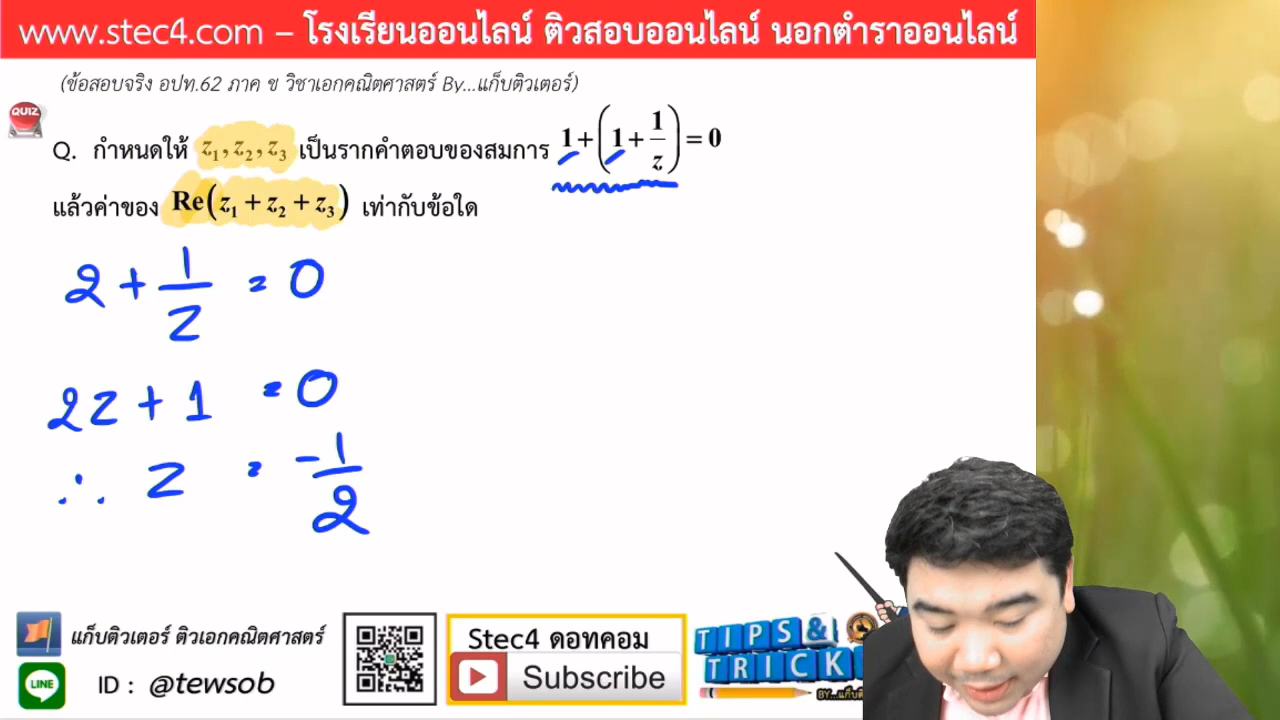 www.stec4.com – โรงเรียนออนไลน์ ติวสอบออนไลน์ นอกตำราออนไลน์
(ข้อสอบจริง อปท.62 ภาค ข วิชาเอกคณิตศาสตร์ By...แก็บติวเตอร์)
QUIZ
Q. กำหนดให้ z₁, z₂, z₃ เป็นรากคำตอบของสมการ 1+(1+1/z)=0
แล้วค่าของ Re(z₁ + z₂ + z₃) เท่ากับข้อใด
2 + 1/z = 0
2z + 1 = 0
∴ z = -1/2
แก็บติวเตอร์ ติวเอกคณิตศาสตร์
LINE ID : @tewsob
Stec4 ดอทคอม
Subscribe
TIPS &
TRICK